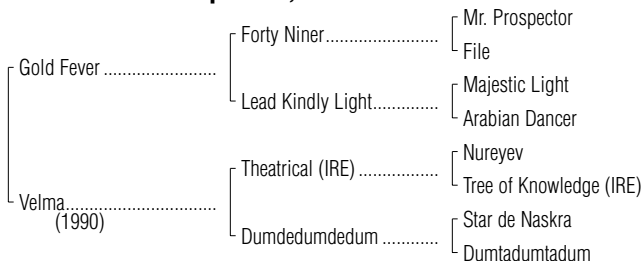 Forty Niner........................... Mr. Prospector
File
Gold Fever ...........................
Lead Kindly Light............... Majestic Light
Arabian Dancer
Theatrical (IRE) .................. Nureyev
Tree of Knowledge (IRE)
Velma....................................
(1990)
Dumdedumdedum ............ Star de Naskra
Dumtadumtadum